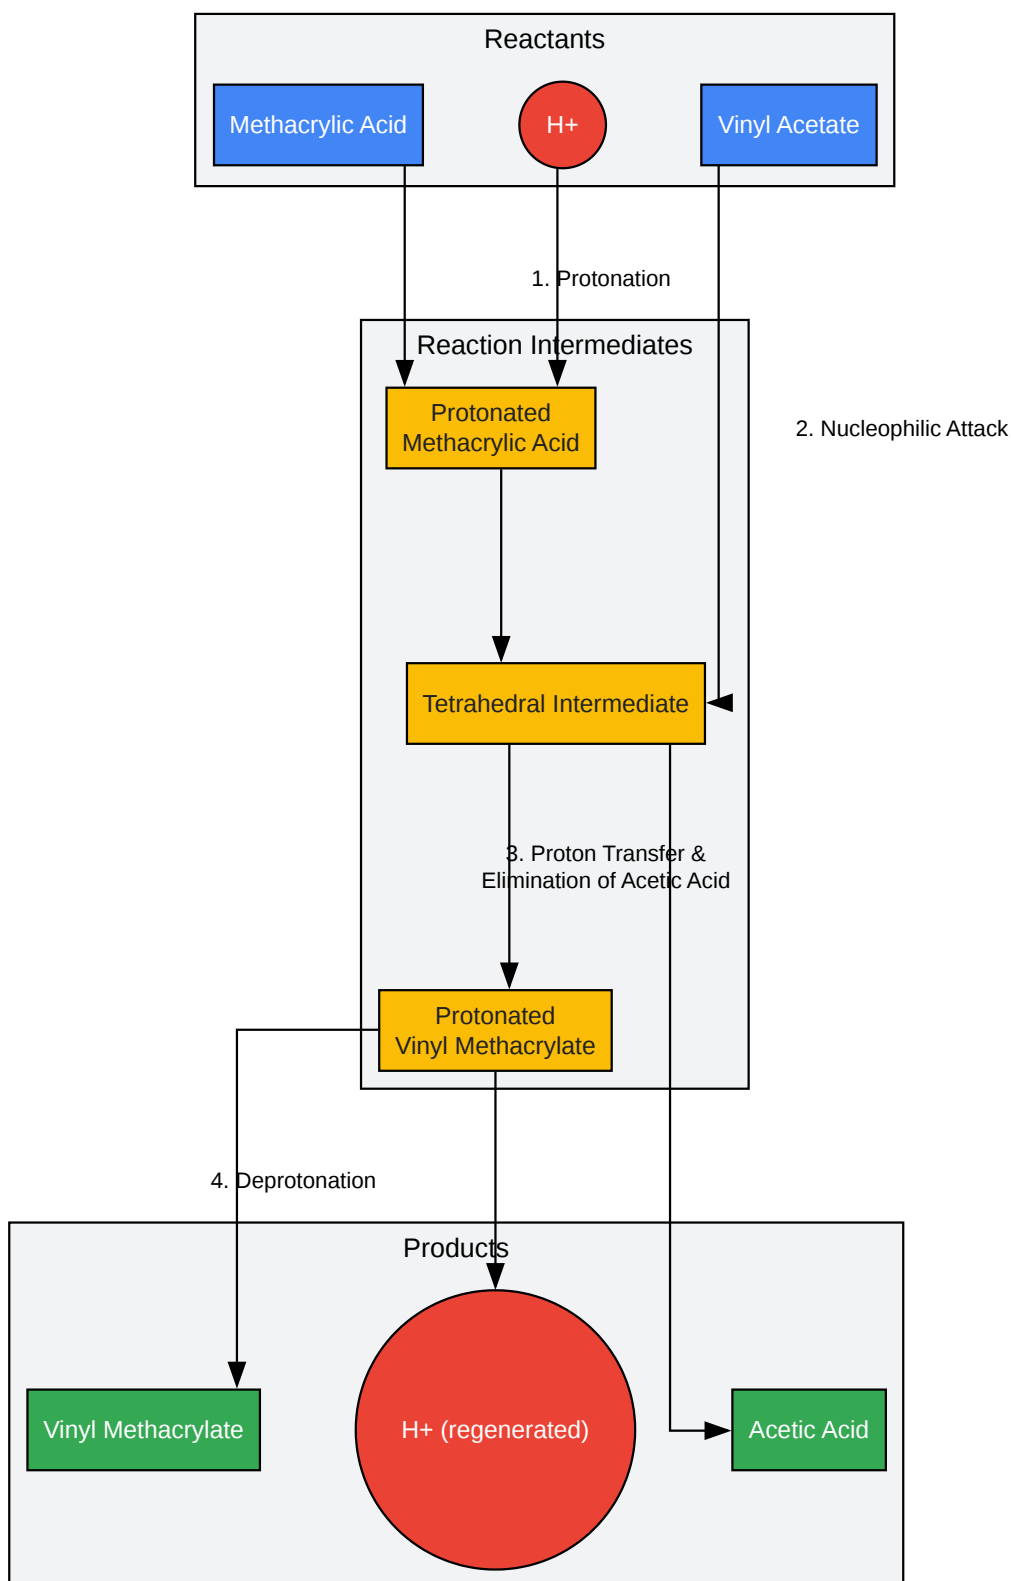 Reactants
Methacrylic Acid
H+
Vinyl Acetate
1. Protonation
Reaction Intermediates
Protonated
Methacrylic Acid
2. Nucleophilic Attack
Tetrahedral Intermediate
3. Proton Transfer &
Elimination of Acetic Acid
Protonated
Vinyl Methacrylate
4. Deprotonation
Products
Vinyl Methacrylate
H+ (regenerated)
Acetic Acid